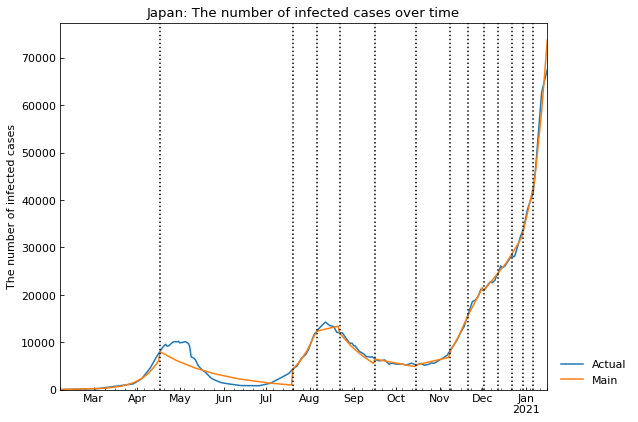 Japan: The number of infected cases over time
The number of infected cases
70000
60000
50000
40000
30000
20000
10000
0
Mar Apr May Jun Jul Aug Sep Oct Nov Dec Jan
2021
Actual
Main